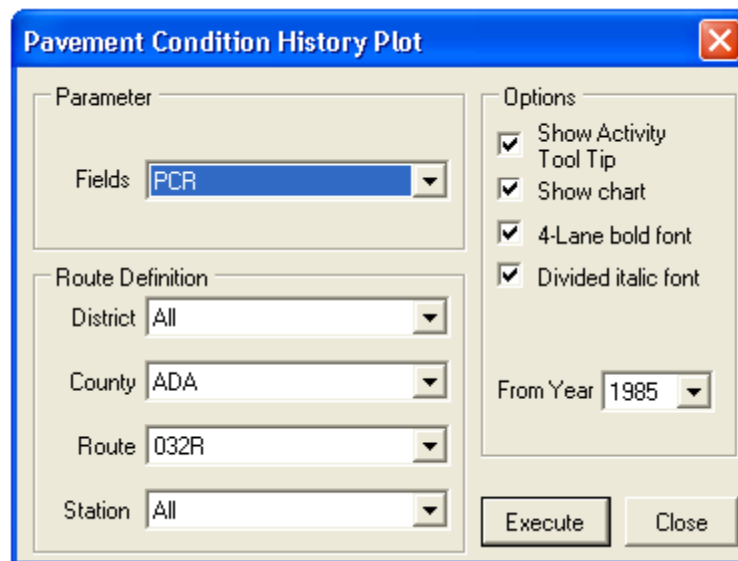 Pavement Condition History Plot
Parameter
Fields PCR
Route Definition
District All
County ADA
Route 032R
Station All
Options
Show Activity
Tool Tip
Show chart
4-Lane bold font
Divided italic font
From Year 1985
Execute Close